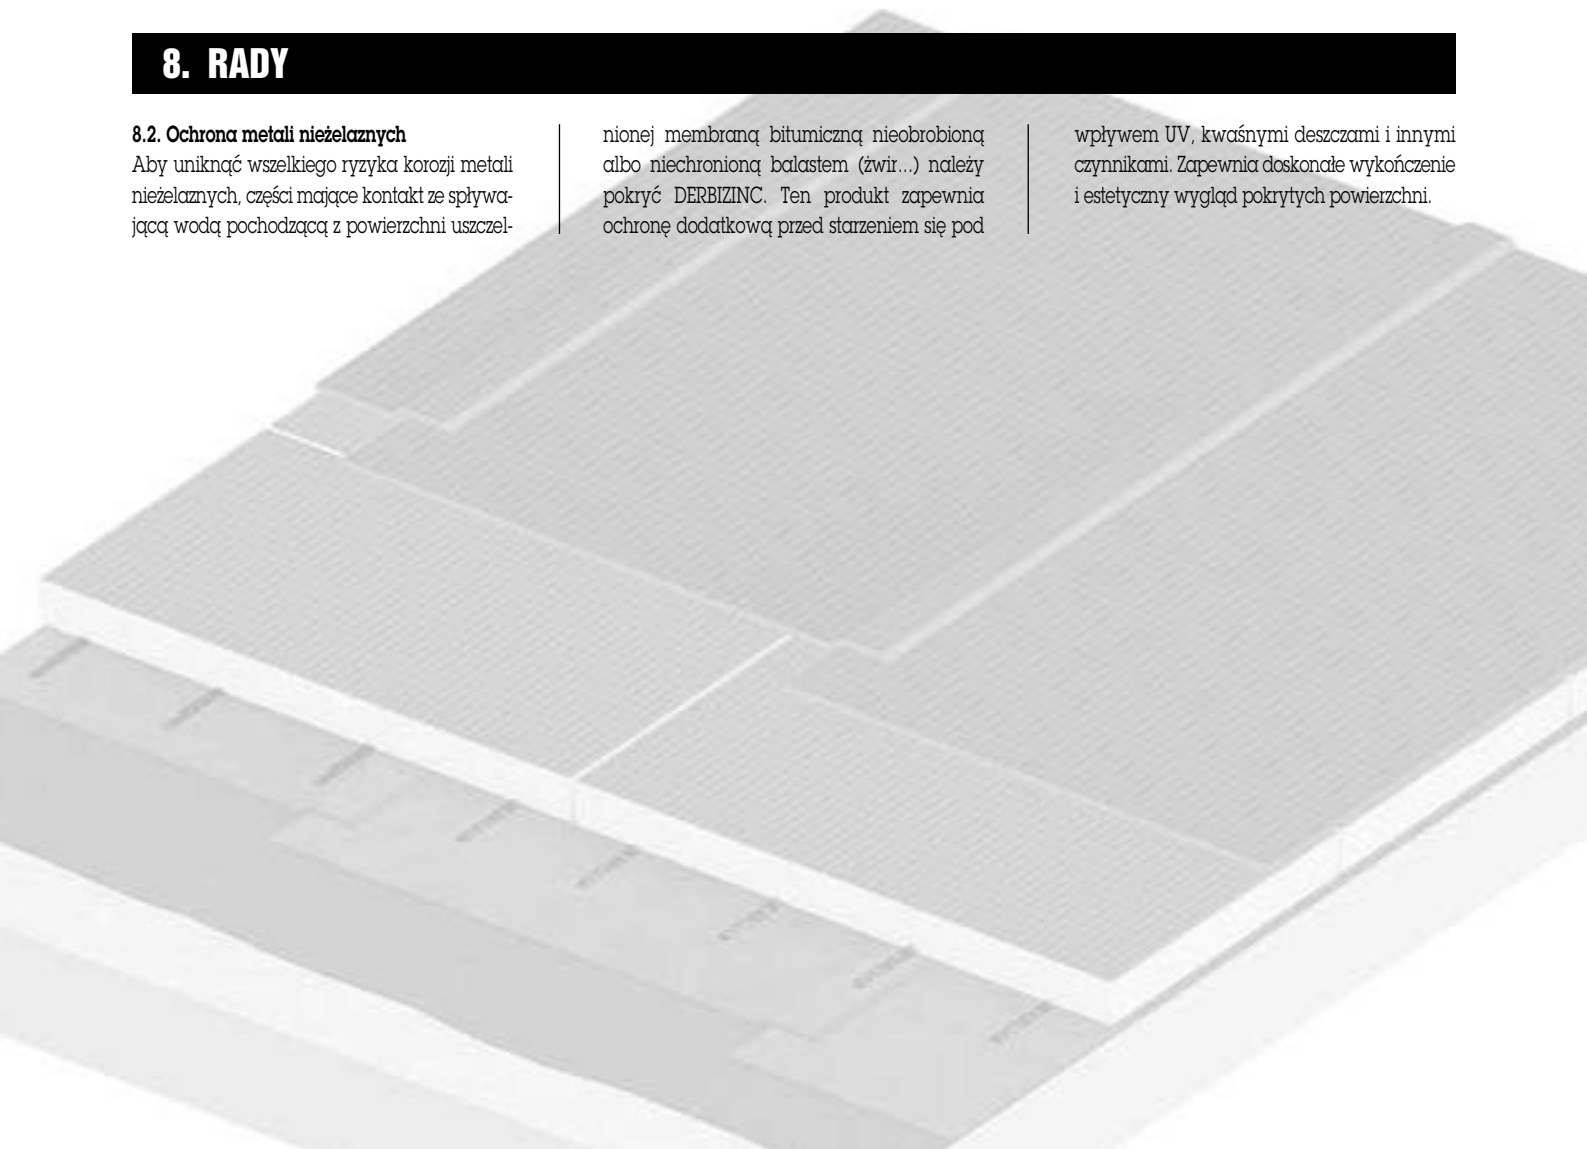 8. RADY
8.2. Ochrona metali nieżelaznych
Aby uniknąć wszelkiego ryzyka korozji metali
nieżelaznych, części mające kontakt ze spływa-
jącą wodą pochodzącą z powierzchni uszczel-
nionej membraną bitumiczną nieobrobioną
albo niechronioną balastem (żwir...) należy
pokryć DERBIZINC. Ten produkt zapewnia
ochronę dodatkową przed starzeniem się pod
wpływem UV, kwaśnymi deszczami i innymi
czynnikami. Zapewnia doskonałe wykończenie
i estetyczny wygląd pokrytych powierzchni.